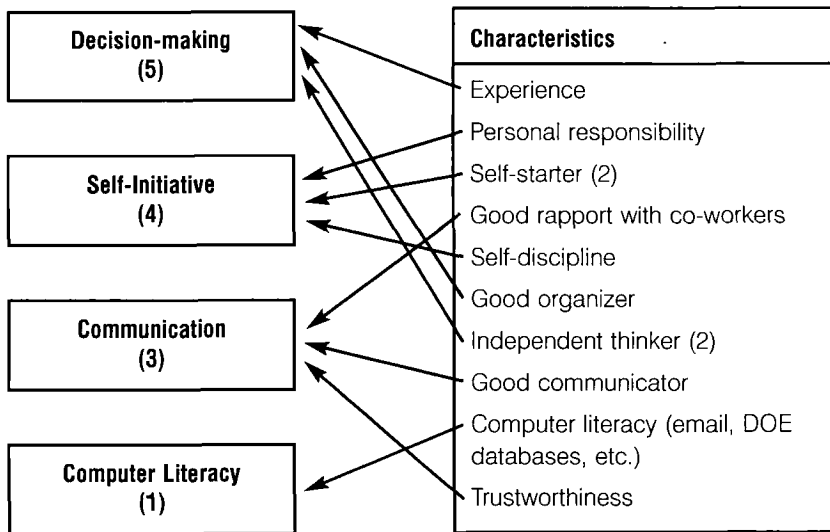 Decision-making
(5)
Self-Initiative
(4)
Communication
(3)
Computer Literacy
(1)
Characteristics
Experience
Personal responsibility
Self-starter (2)
Good rapport with co-workers
Self-discipline
Good organizer
Independent thinker (2)
Good communicator
Computer literacy (email, DOE
databases, etc.)
Trustworthiness